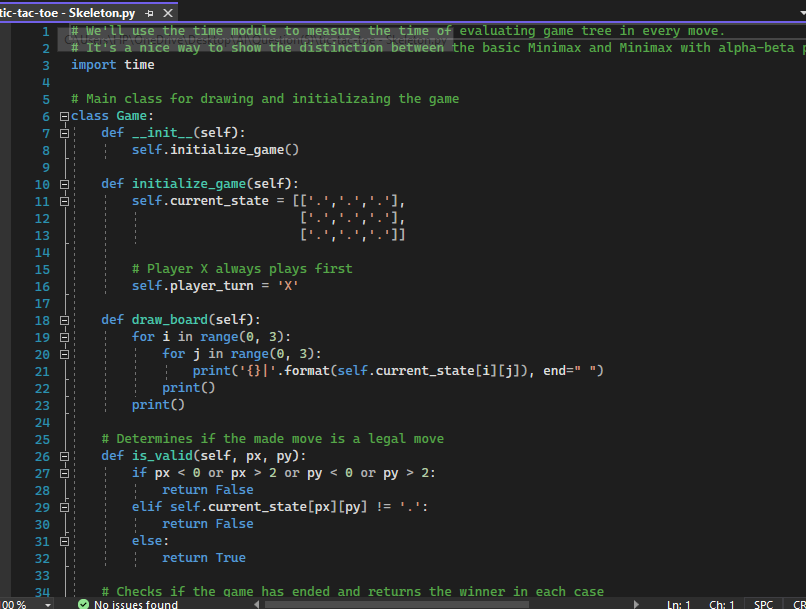 tic-tac-toe - Skeleton.py
1 # We'll use the time module to measure the time of evaluating game tree in every move.
2 # It's a nice way to show the distinction between the basic Minimax and Minimax with alpha-beta
3 import time
4
5 # Main class for drawing and initializaing the game
6 class Game:
7 def __init__(self):
8 self.initialize_game()
9
10 def initialize_game(self):
11 self.current_state = [['.','.','.'],
12 ['.','.','.'],
13 ['.','.','.']]
14
15 # Player X always plays first
16 self.player_turn = 'X'
17
18 def draw_board(self):
19 for i in range(0, 3):
20 for j in range(0, 3):
21 print('{}|'.format(self.current_state[i][j]), end=" ")
22 print()
23 print()
24
25 # Determines if the made move is a legal move
26 def is_valid(self, px, py):
27 if px < 0 or px > 2 or py < 0 or py > 2:
28 return False
29 elif self.current_state[px][py] != '.':
30 return False
31 else:
32 return True
33
34 # Checks if the game has ended and returns the winner in each case
00 % No issues found Ln: 1 Ch: 1 SPC CR